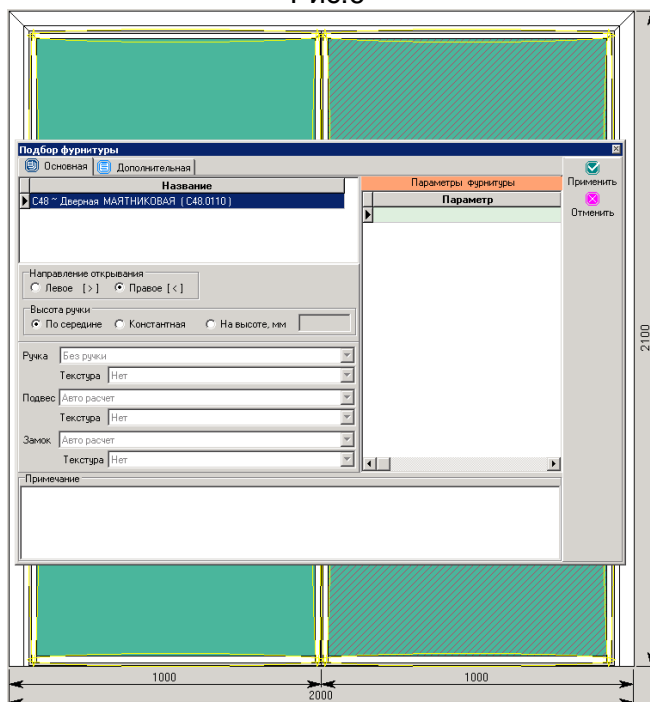 Подбор фурнитуры
Основная Дополнительная
Название
С48 ~ Дверная МАЯТНИКОВАЯ ( С48.0110 )
Параметры фурнитуры
Параметр
Применить
Отменить
Направление открывания
Левое [ > ] Правое [ < ]
Высота ручки
По середине Константная На высоте, мм
Ручка Без ручки
Текстура Нет
Подвес Авто расчет
Текстура Нет
Замок Авто расчет
Текстура Нет
Примечание
2100
1000 1000
2000